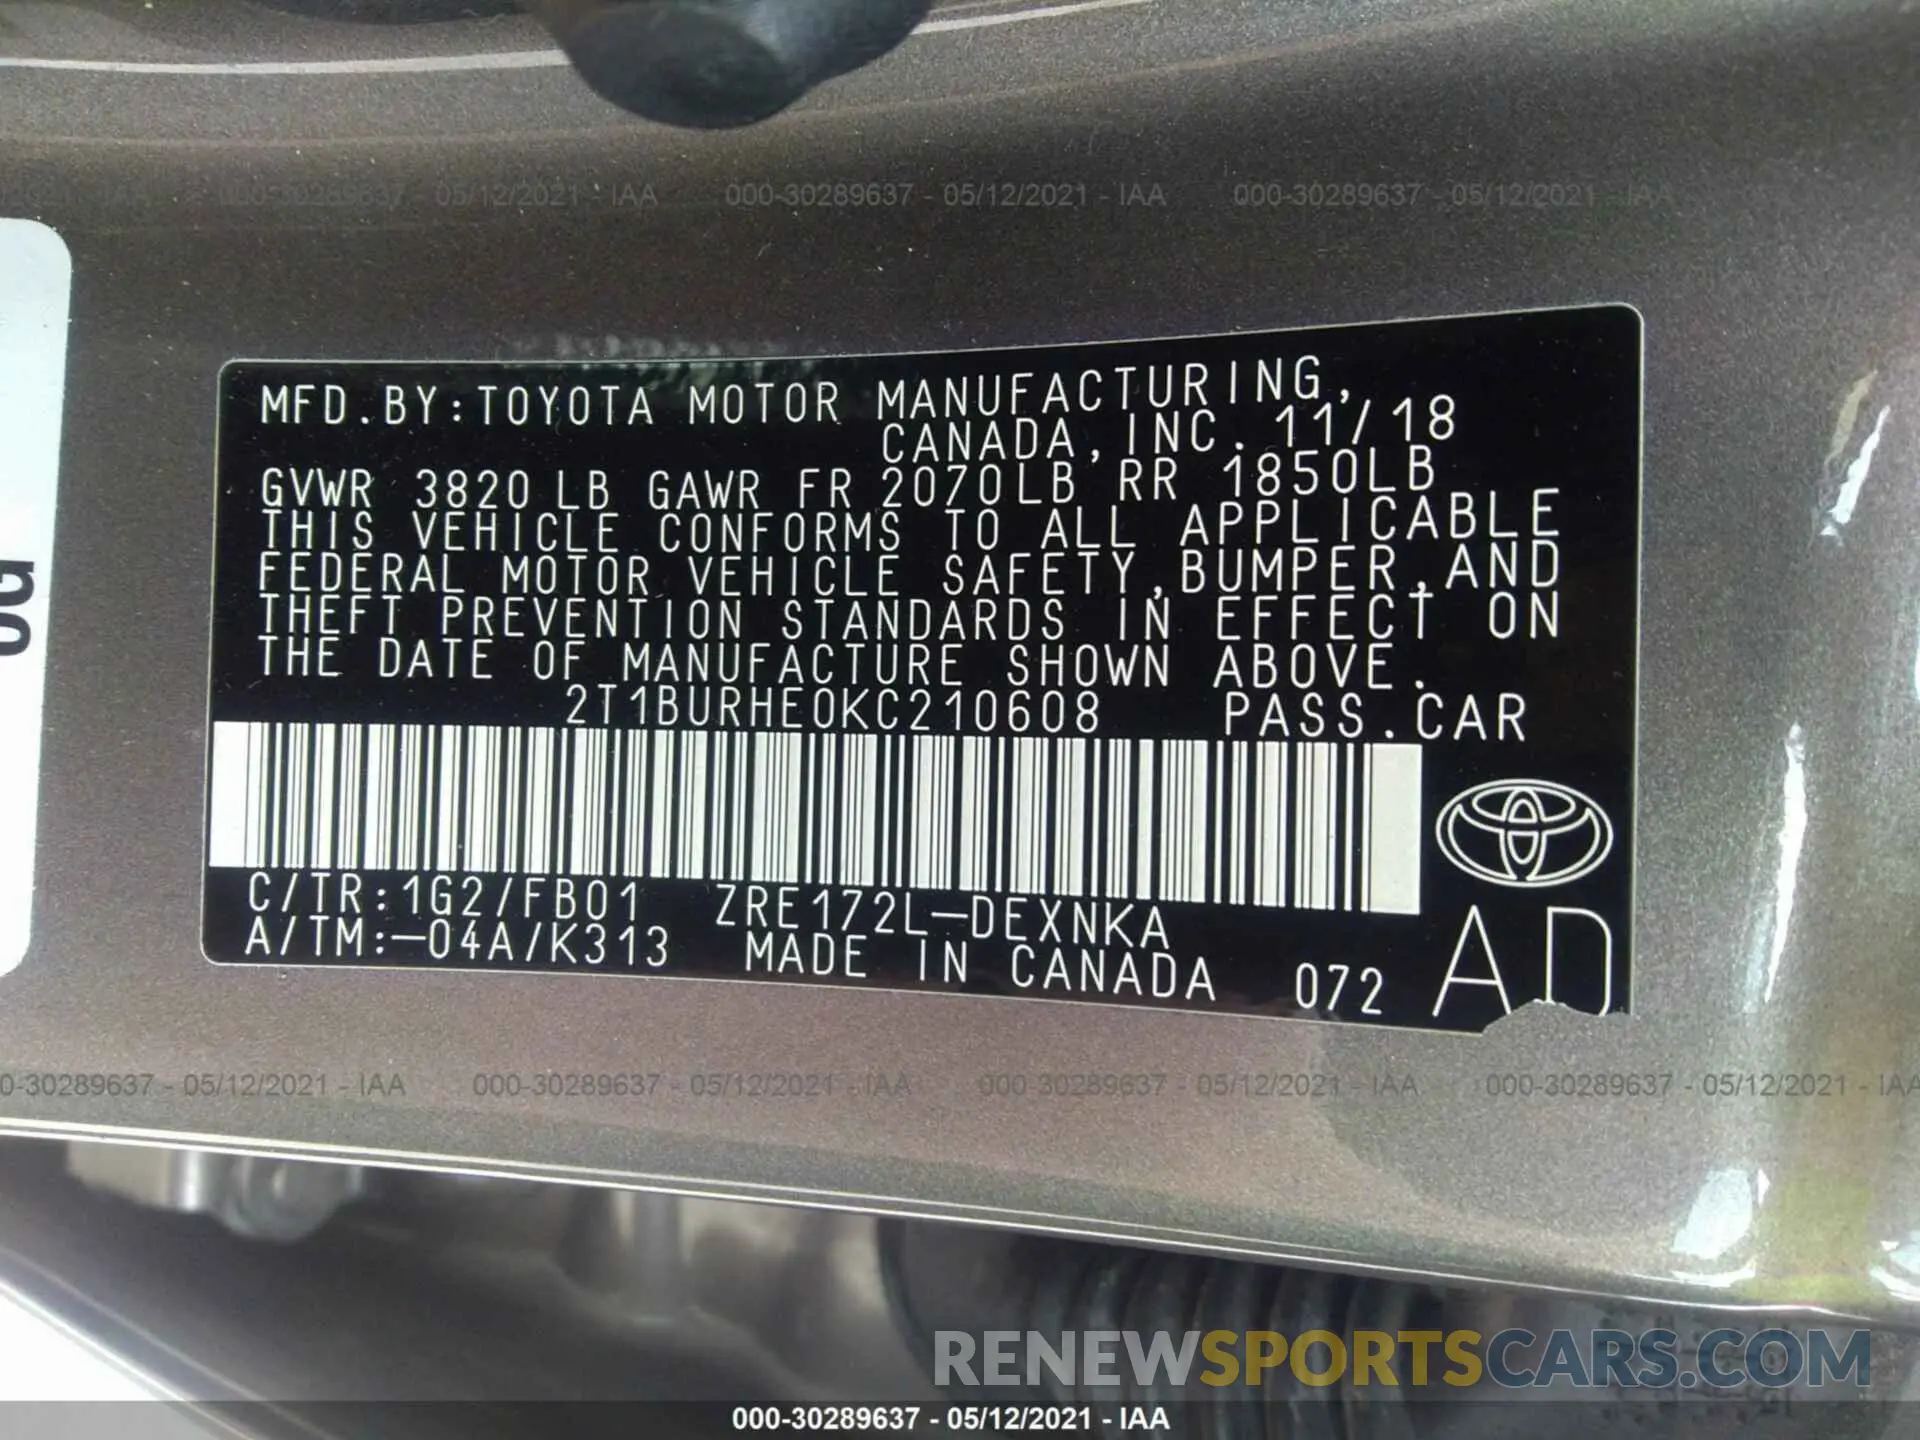 000-30289637 - 05/12/2021 - IAA 000-30289637 - 05/12/2021 - IAA 000-30289637 - 05/12/2021 - IAA
MFD.BY:TOYOTA MOTOR MANUFACTURING,
CANADA,INC. 11/18
GVWR 3820 LB GAWR FR 2070LB RR 1850LB
THIS VEHICLE CONFORMS TO ALL APPLICABLE
FEDERAL MOTOR VEHICLE SAFETY,BUMPER,AND
THEFT PREVENTION STANDARDS IN EFFECT ON
THE DATE OF MANUFACTURE SHOWN ABOVE.
2T1BURHE0KC210608 PASS.CAR
C/TR:1G2/FB01 ZRE172L-DEXNKA
A/TM:-04A/K313 MADE IN CANADA 072
AD
0-30289637 - 05/12/2021 - IAA 000-30289637 - 05/12/2021 - IAA 000-30289637 - 05/12/2021 - IAA 000-30289637 - 05/12/2021 - IAA
RENEWSPORTSCARS.COM
000-30289637 - 05/12/2021 - IAA